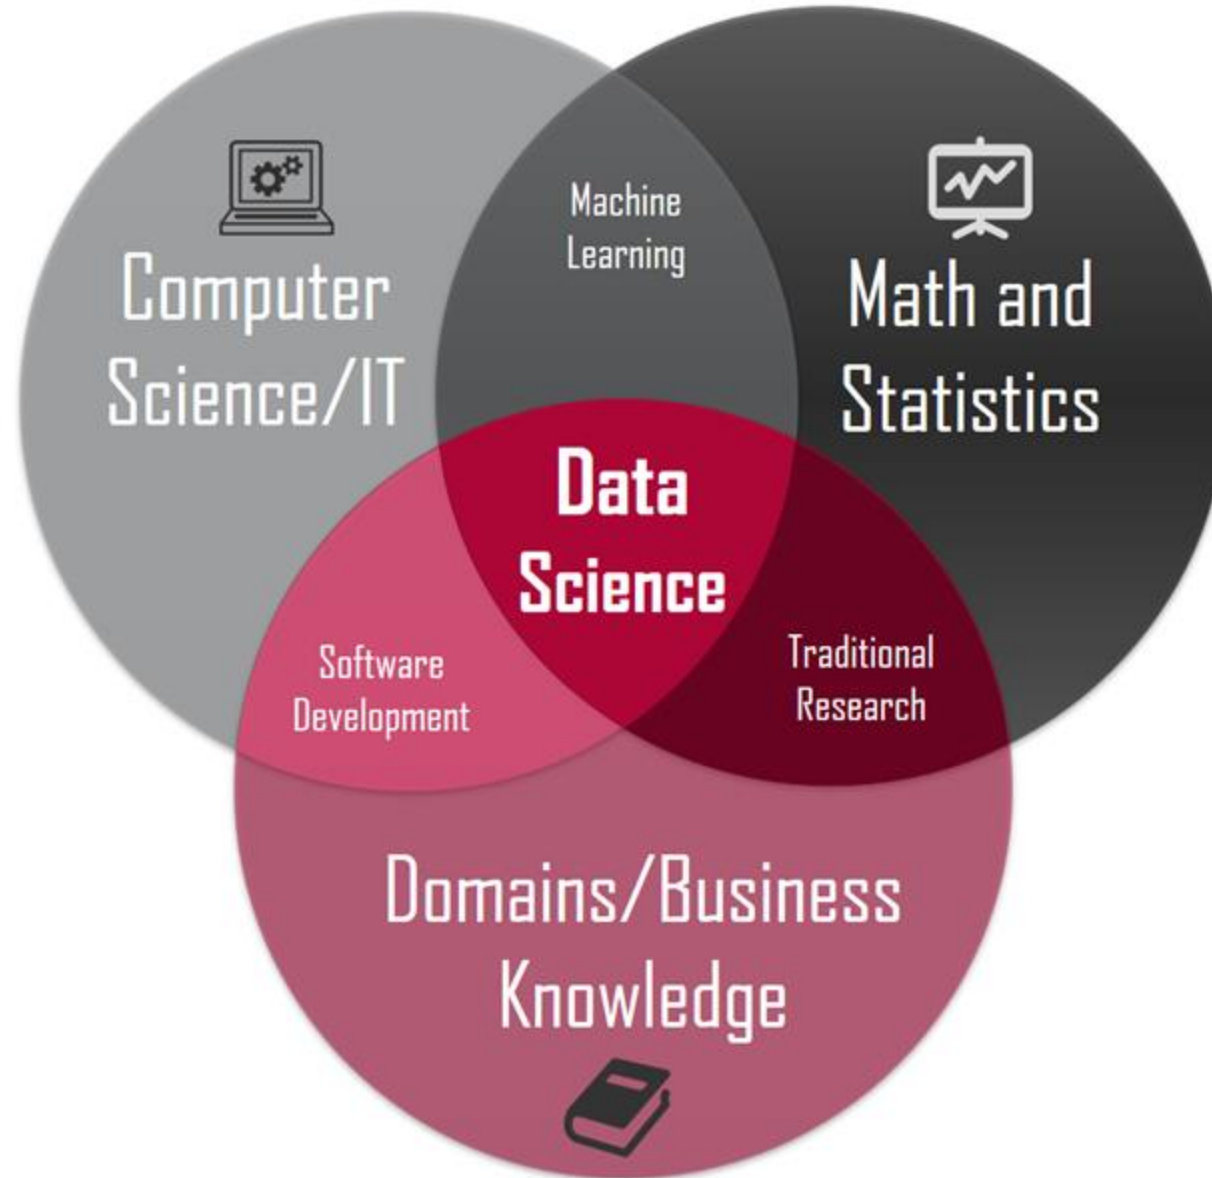 Machine
Learning
Computer
Science/IT
Math and
Statistics
Data
Science
Software
Development
Traditional
Research
Domains/Business
Knowledge